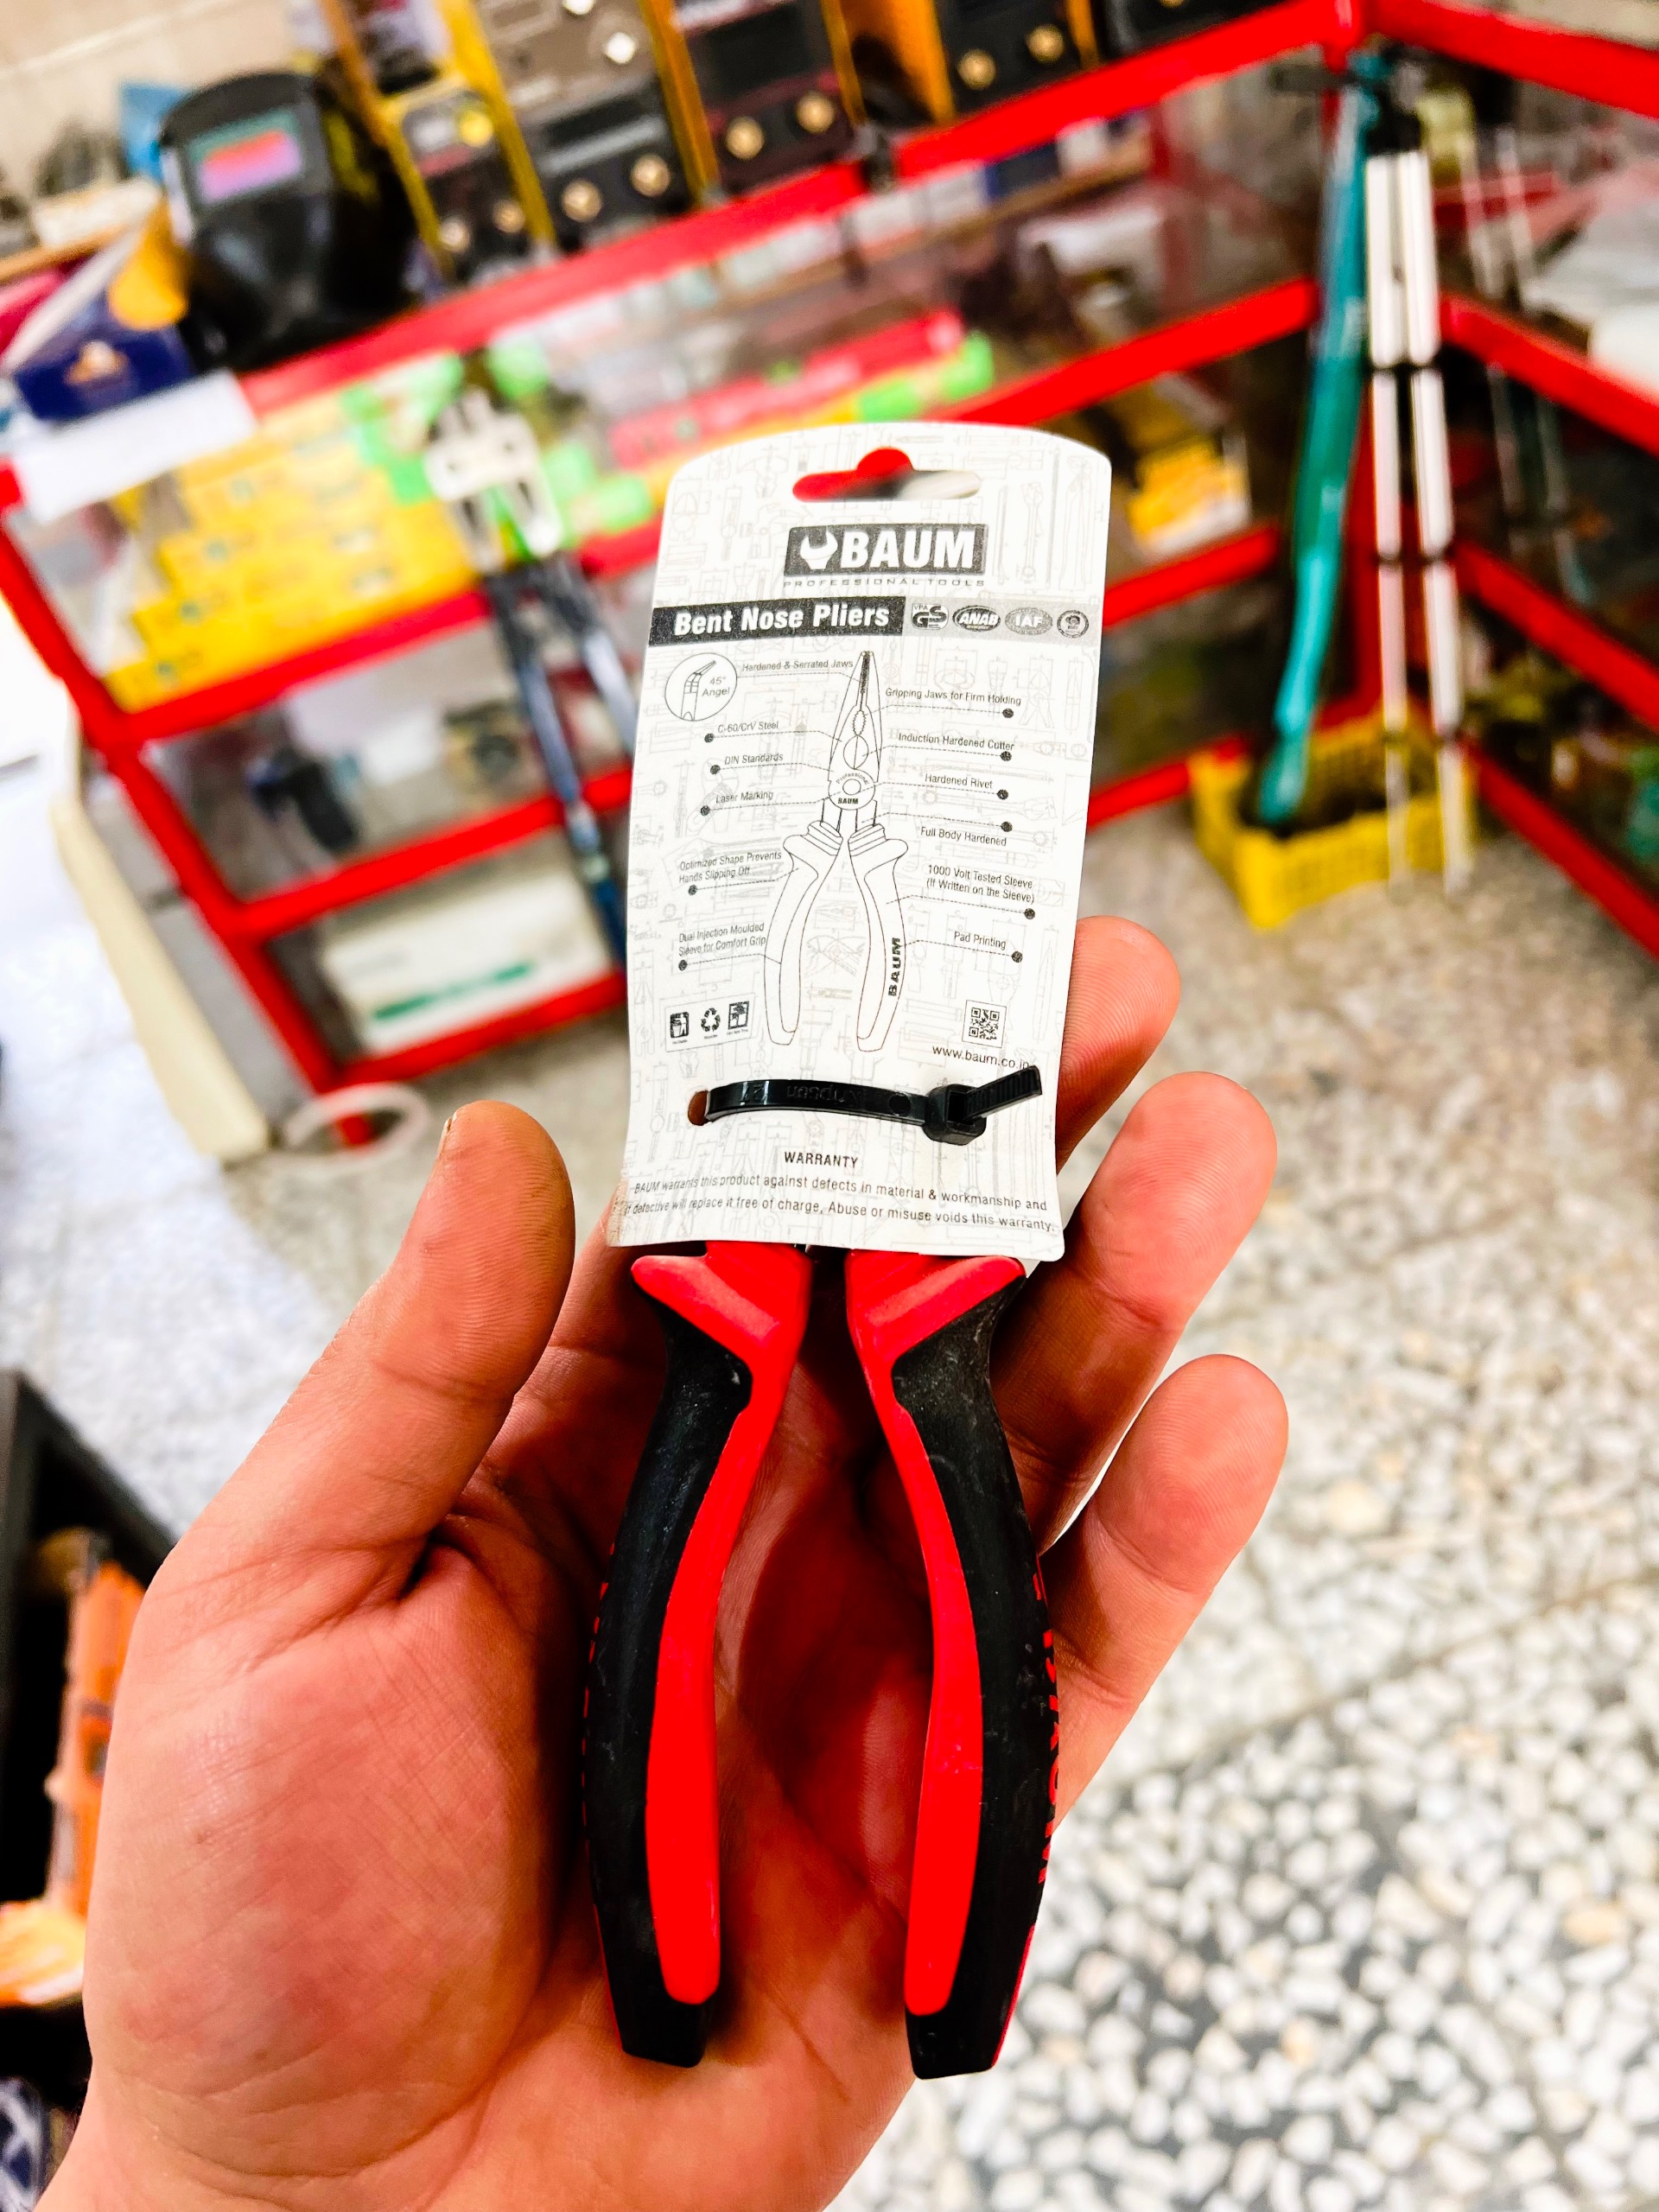 BAUM
PROFESSIONAL TOOLS
Bent Nose Pliers
GS
ANAB
IAF
Hardened & Serrated Jaws
45°
Angel
Gripping Jaws for Firm Holding
C-60/CrV Steel
Induction Hardened Cutter
DIN Standards
Hardened Rivet
Laser Marking
Professional
BAUM
Full Body Hardened
Optimized Shape Prevents
Hands Slipping Off
1000 Volt Tested Sleeve
(If Written on the Sleeve)
Dual Injection Moulded
Sleeve for Comfort Grip
Pad Printing
BAUM
www.baum.co.in
WARRANTY
BAUM warrants this product against defects in material & workmanship and
if defective will replace it free of charge, Abuse or misuse voids this warranty.